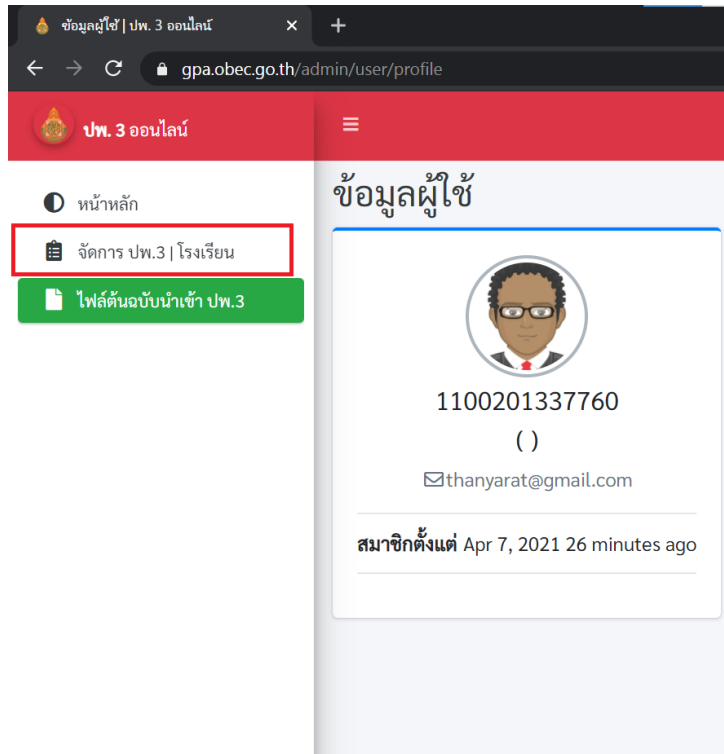 ข้อมูลผู้ใช้ | ปพ. 3 ออนไลน์
gpa.obec.go.th/admin/user/profile
ปพ. 3 ออนไลน์
หน้าหลัก
จัดการ ปพ.3 | โรงเรียน
ไฟล์ต้นฉบับนำเข้า ปพ.3
ข้อมูลผู้ใช้
1100201337760
( )
thanyarat@gmail.com
สมาชิกตั้งแต่ Apr 7, 2021 26 minutes ago